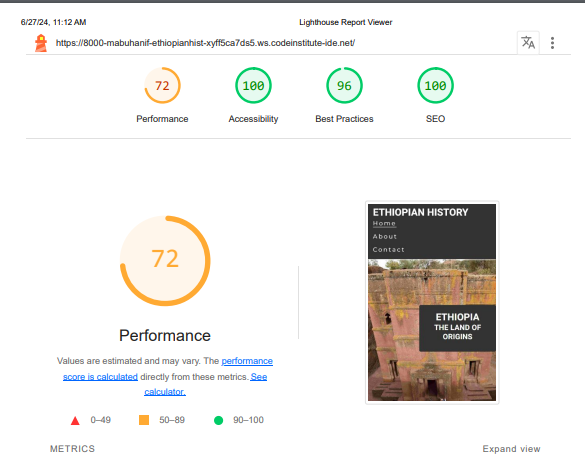 6/27/24, 11:12 AM
Lighthouse Report Viewer
https://8000-mabuhanif-ethiopianhist-xyff5ca7ds5.ws.codeinstitute-ide.net/
72
100
96
100
Performance
Accessibility
Best Practices
SEO
72
Performance
Values are estimated and may vary. The performance
score is calculated directly from these metrics. See
calculator.
0–49
50–89
90–100
ETHIOPIAN HISTORY
Home
About
Contact
ETHIOPIA
THE LAND OF
ORIGINS
METRICS
Expand view